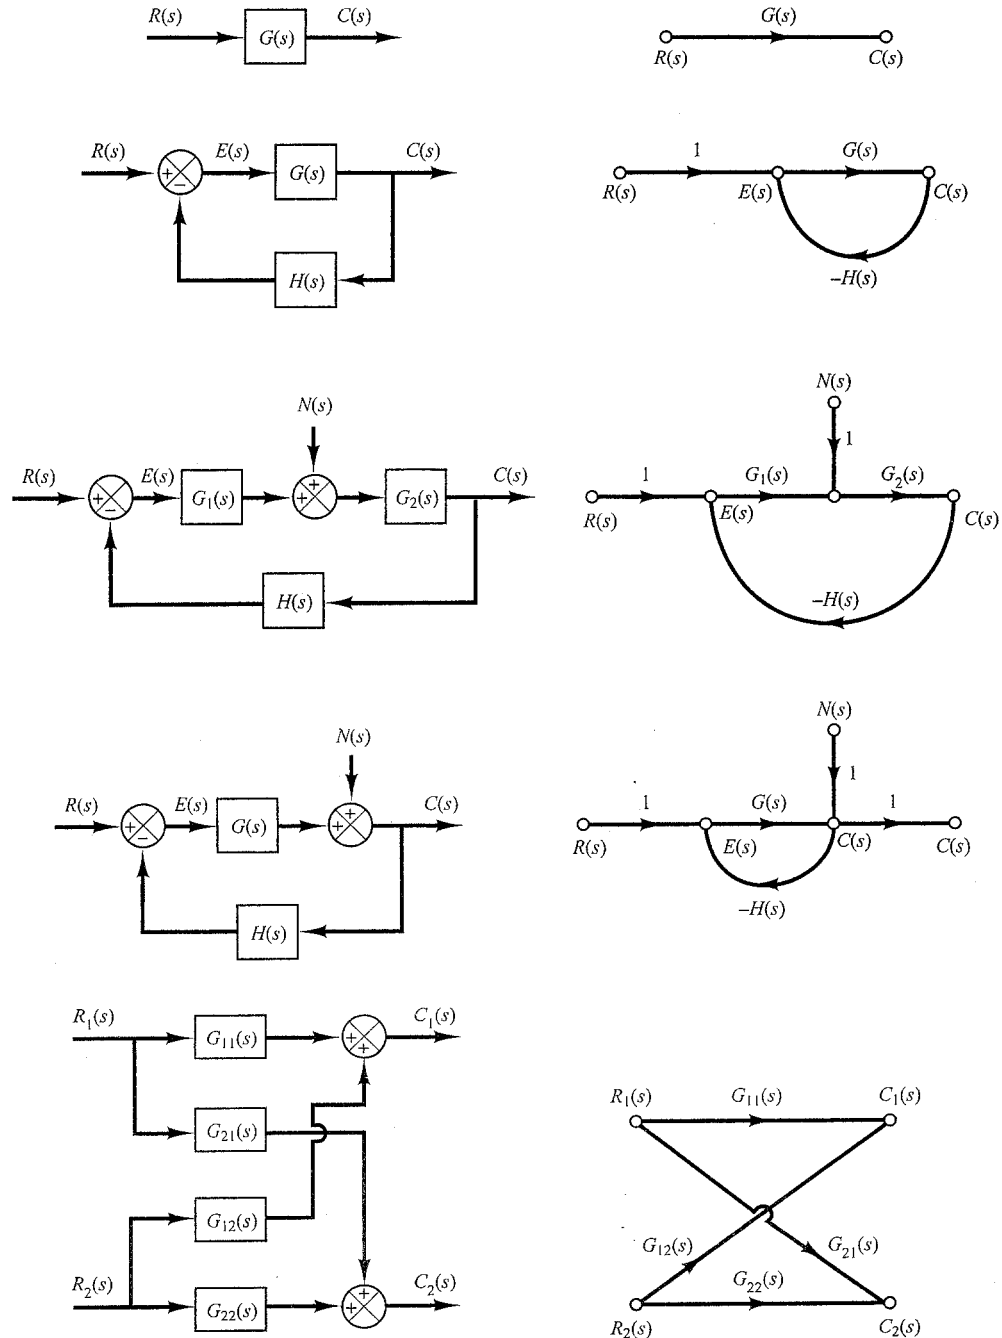 R(s) C(s) G(s)
G(s) R(s) C(s)
R(s) E(s) G(s) C(s) + − H(s)
1 G(s) R(s) E(s) C(s) −H(s)
N(s)
R(s) E(s) G₁(s) G₂(s) C(s) + − + + H(s)
N(s)
1
1 G₁(s) G₂(s)
R(s) E(s) C(s)
−H(s)
N(s)
R(s) E(s) G(s) C(s) + − + + H(s)
N(s)
1
1 G(s) 1
R(s) E(s) C(s) C(s)
−H(s)
R₁(s) G₁₁(s) + + C₁(s)
G₂₁(s)
G₁₂(s)
R₂(s) G₂₂(s) + + C₂(s)
R₁(s) G₁₁(s) C₁(s)
G₁₂(s) G₂₁(s)
G₂₂(s)
R₂(s) C₂(s)